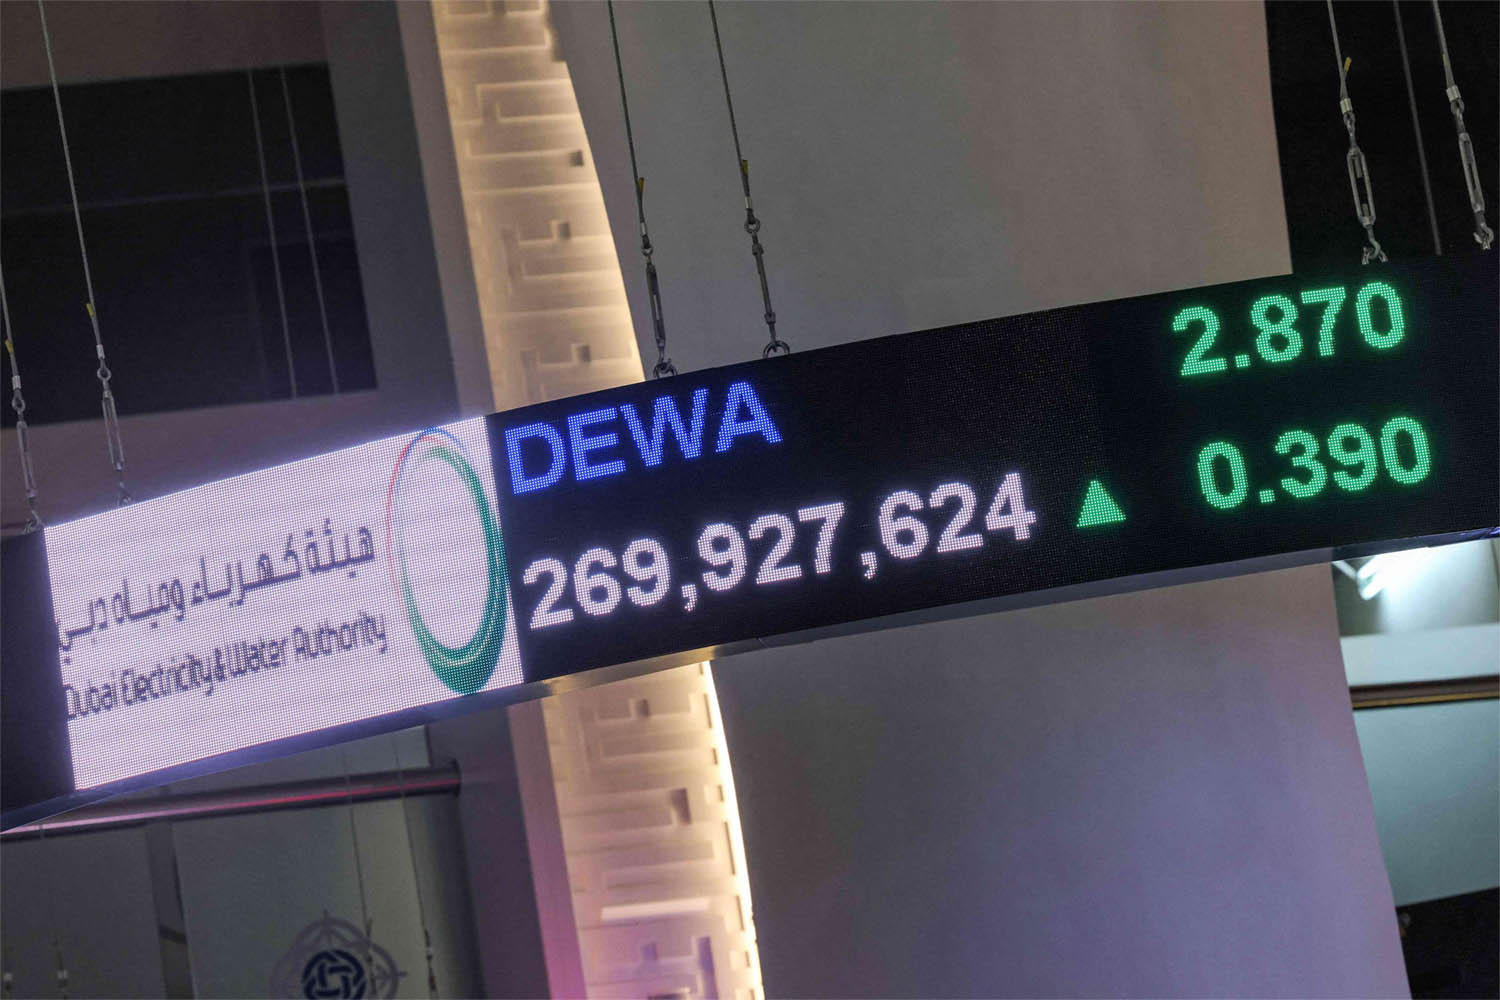 هيئة كهرباء ومياه دبي
Dubai Electricity & Water Authority
DEWA
2.870
269,927,624 ▲ 0.390